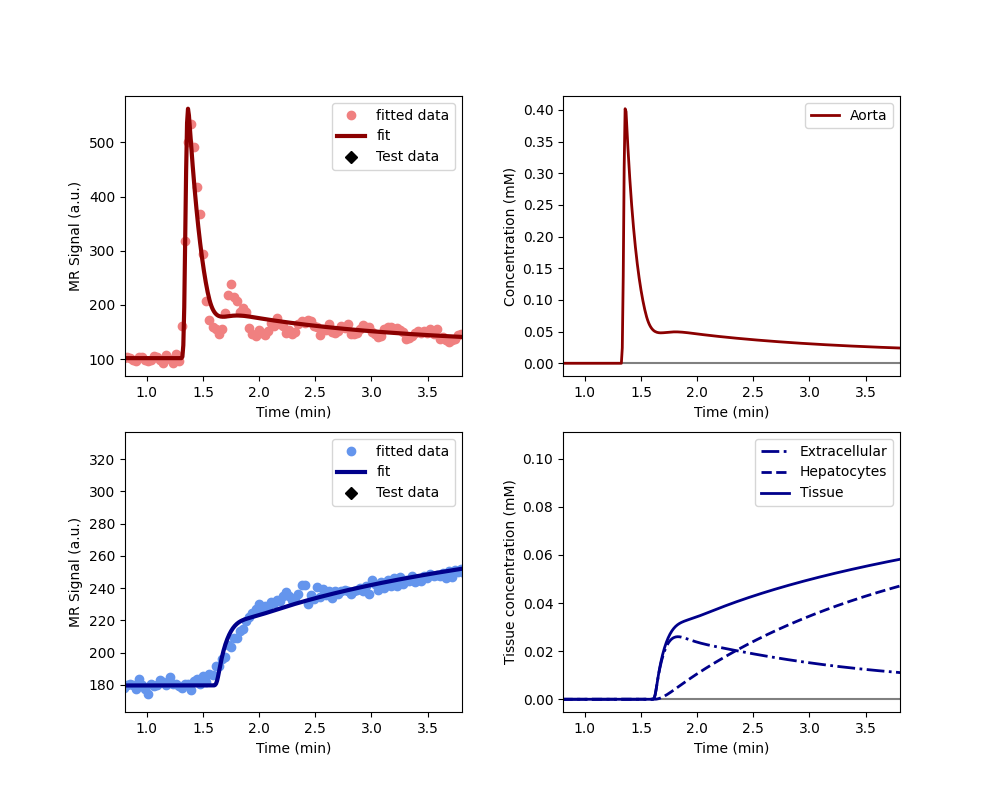 MR Signal (a.u.)
500
400
300
200
100
fitted data
fit
Test data
1.0 1.5 2.0 2.5 3.0 3.5
Time (min)
Concentration (mM)
0.40
0.35
0.30
0.25
0.20
0.15
0.10
0.05
0.00
Aorta
1.0 1.5 2.0 2.5 3.0 3.5
Time (min)
MR Signal (a.u.)
320
300
280
260
240
220
200
180
fitted data
fit
Test data
1.0 1.5 2.0 2.5 3.0 3.5
Time (min)
Tissue concentration (mM)
0.10
0.08
0.06
0.04
0.02
0.00
Extracellular
Hepatocytes
Tissue
1.0 1.5 2.0 2.5 3.0 3.5
Time (min)